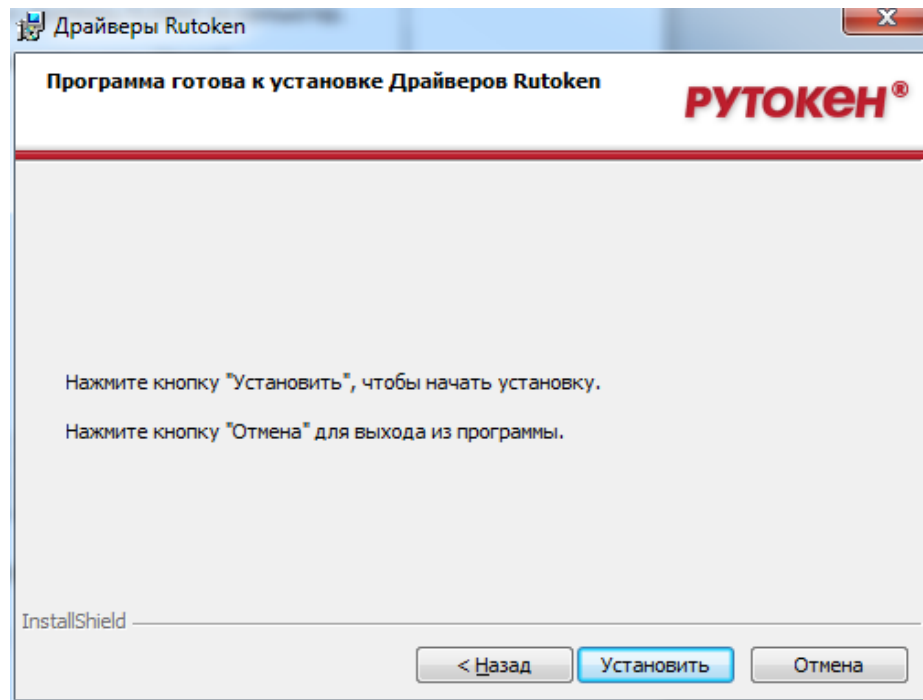 Драйверы Rutoken
Программа готова к установке Драйверов Rutoken
РУТОКЕН®
Нажмите кнопку "Установить", чтобы начать установку.
Нажмите кнопку "Отмена" для выхода из программы.
InstallShield
< Назад
Установить
Отмена